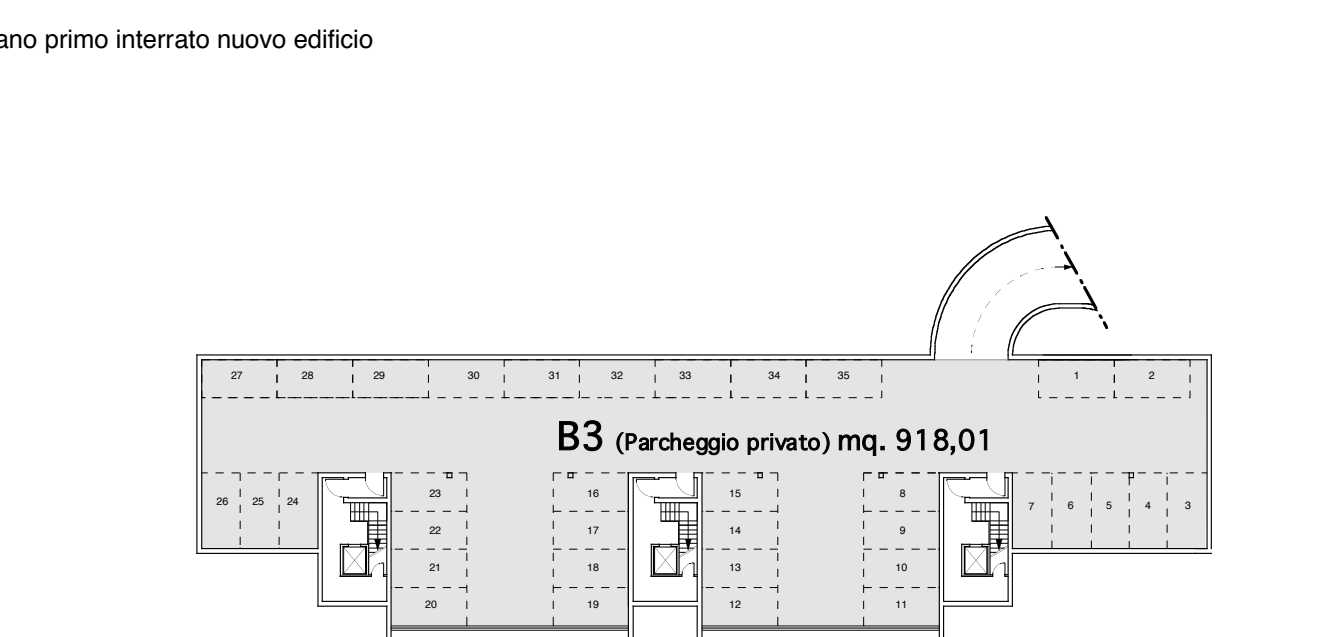 ano primo interrato nuovo edificio
27 28 29 30 31 32 33 34 35 1 2
B3 (Parcheggio privato) mq. 918,01
26 25 24 23 16 15 8 7 6 5 4 3
22 17 14 9
21 18 13 10
20 19 12 11